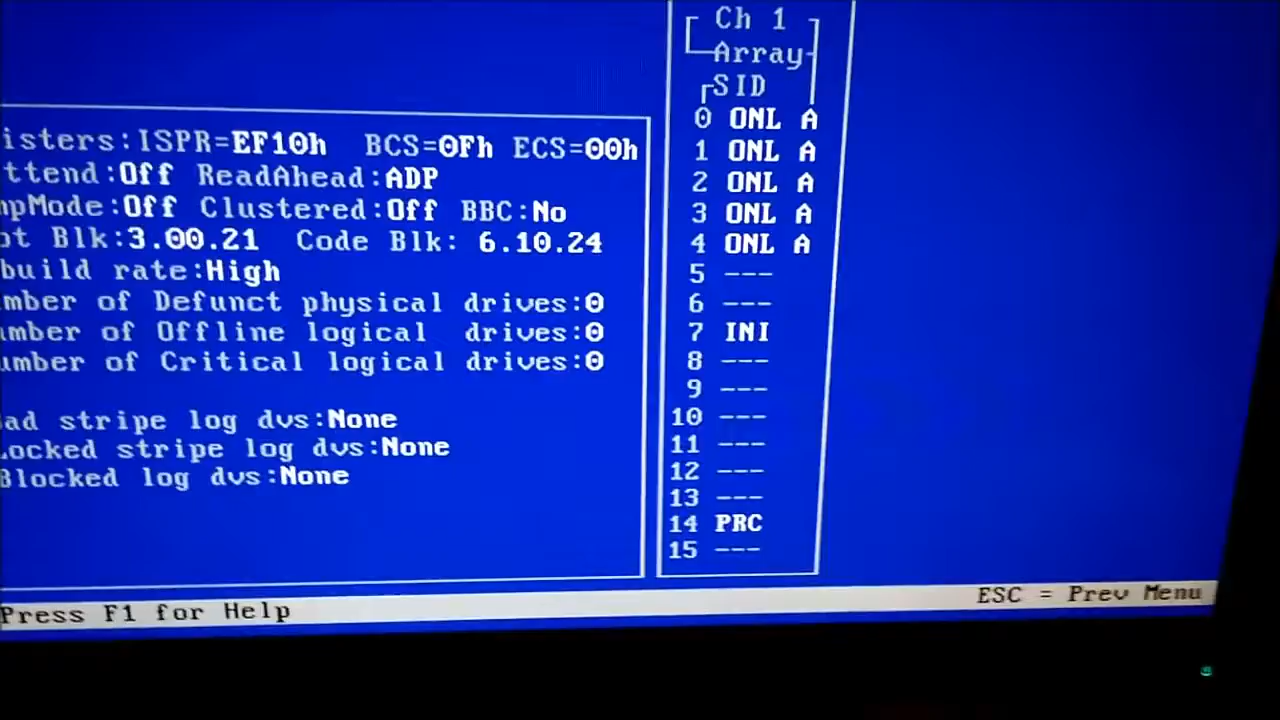 isters:ISPR=EF10h BCS=0Fh ECS=00h
ttend:Off ReadAhead:ADP
mpMode:Off Clustered:Off BBC:No
ot Blk:3.00.21 Code Blk: 6.10.24
build rate:High
umber of Defunct physical drives:0
umber of Offline logical drives:0
umber of Critical logical drives:0
Bad stripe log dvs:None
Locked stripe log dvs:None
Blocked log dvs:None
Ch 1
Array
SID
0 ONL A
1 ONL A
2 ONL A
3 ONL A
4 ONL A
5 ---
6 ---
7 INI
8 ---
9 ---
10 ---
11 ---
12 ---
13 ---
14 PRC
15 ---
Press F1 for Help
ESC = Prev Menu